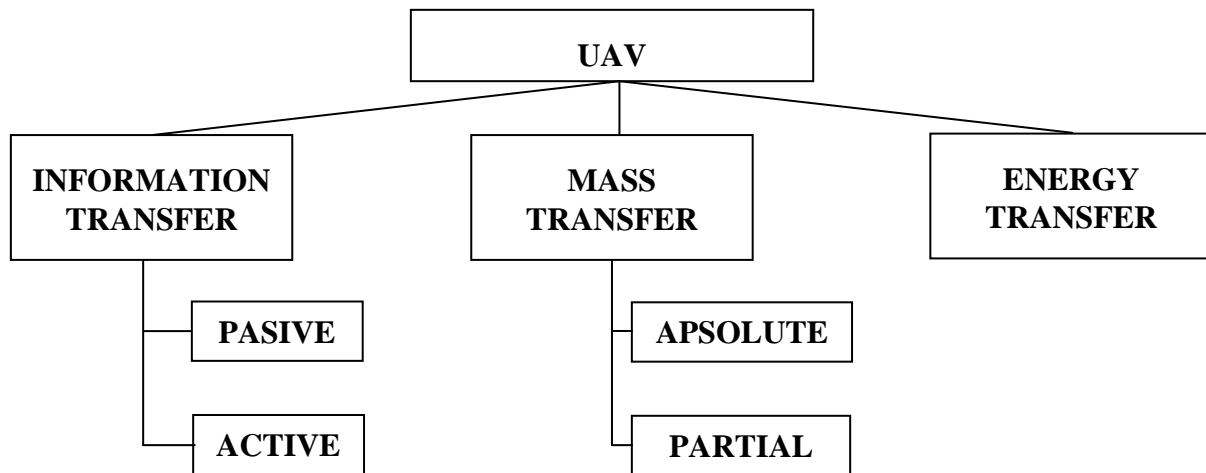 UAV
INFORMATION
TRANSFER
MASS
TRANSFER
ENERGY
TRANSFER
PASIVE
APSOLUTE
ACTIVE
PARTIAL